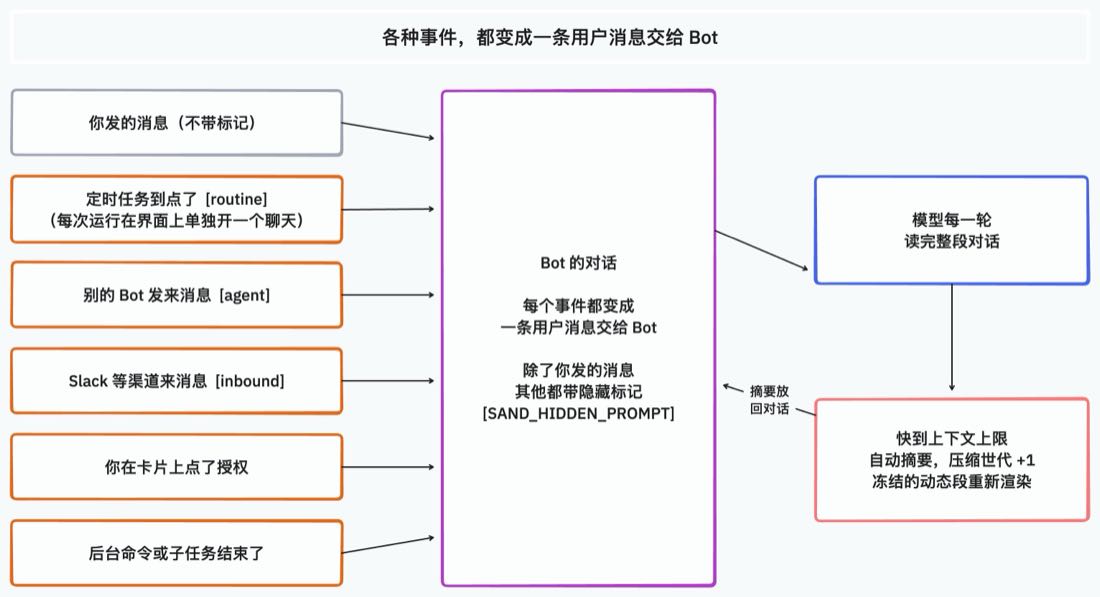 各种事件，都变成一条用户消息交给 Bot
你发的消息（不带标记）
定时任务到点了 [routine]
（每次运行在界面上单独开一个聊天）
别的 Bot 发来消息 [agent]
Slack 等渠道来消息 [inbound]
你在卡片上点了授权
后台命令或子任务结束了
Bot 的对话
每个事件都变成
一条用户消息交给 Bot
除了你发的消息
其他都带隐藏标记
[SAND_HIDDEN_PROMPT]
模型每一轮
读完整段对话
摘要放
回对话
快到上下文上限
自动摘要，压缩世代 +1
冻结的动态段重新渲染